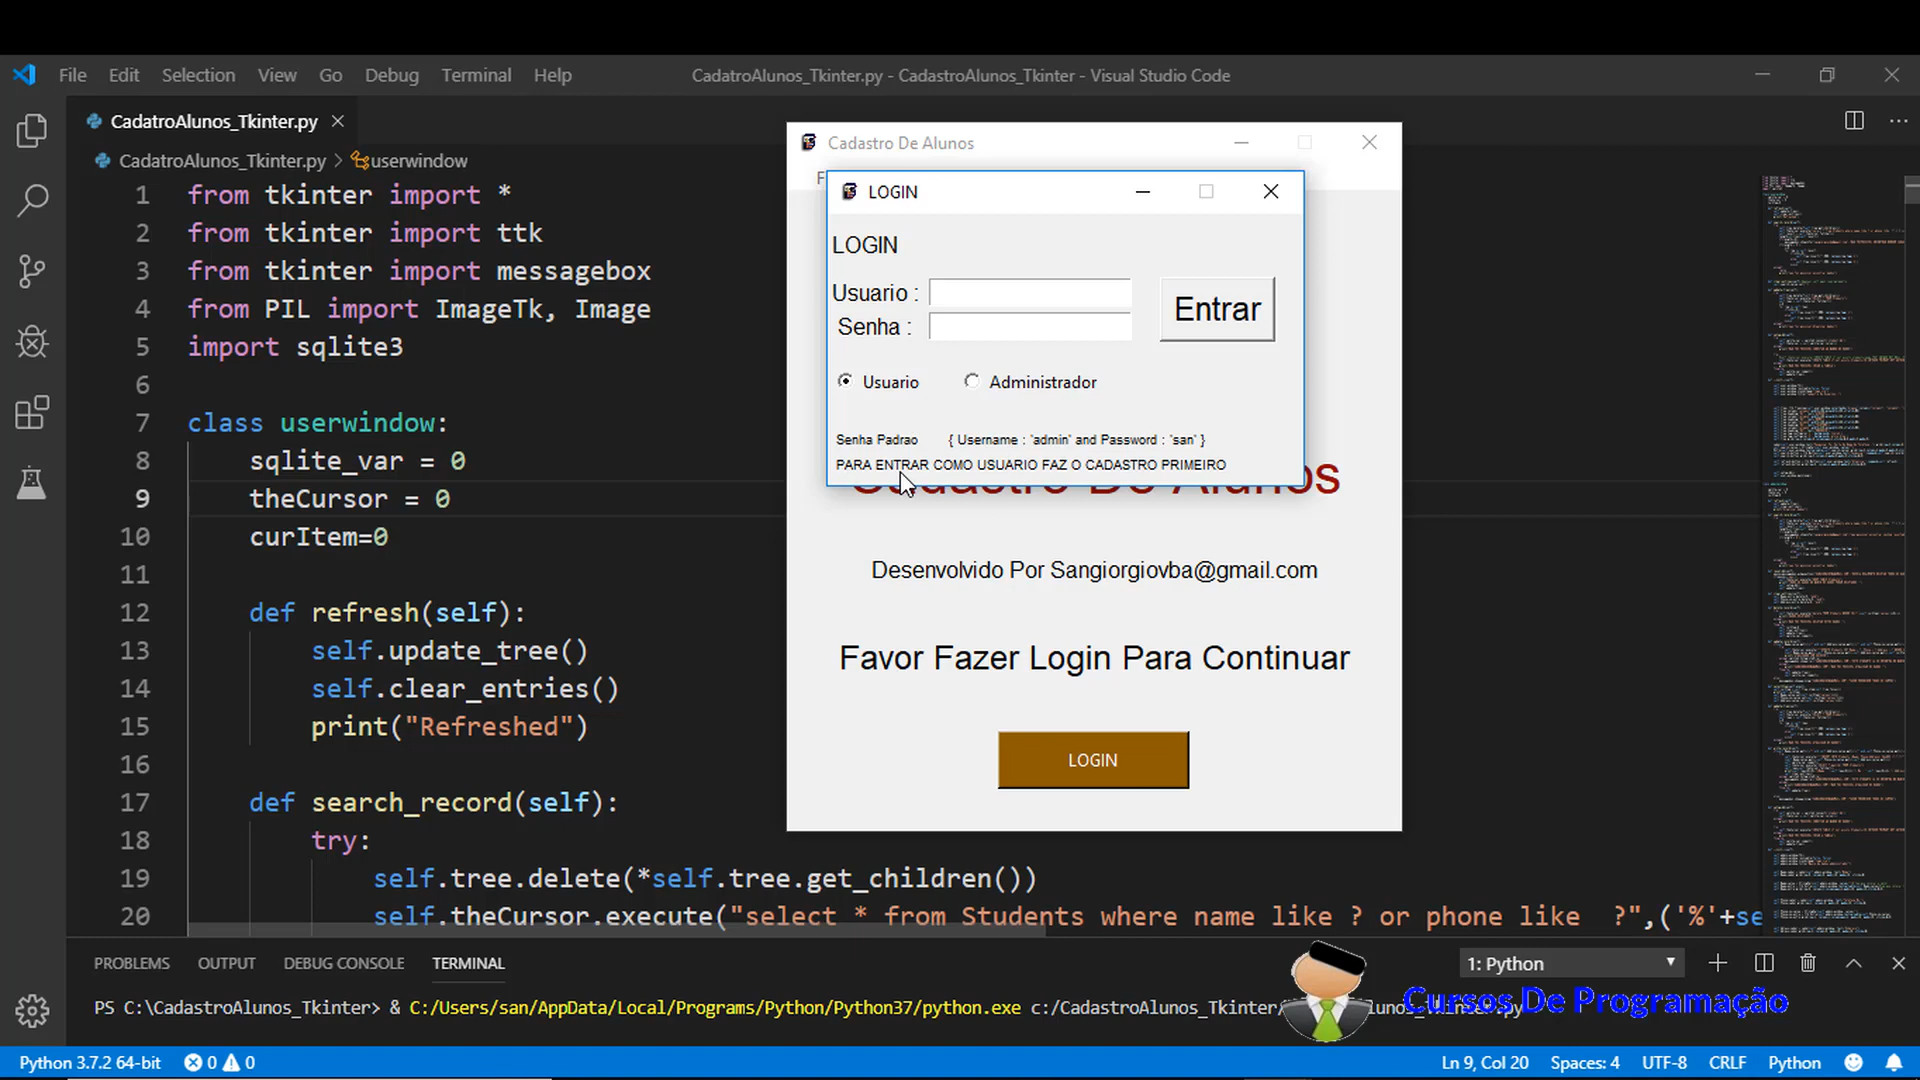 File Edit Selection View Go Debug Terminal Help
CadatroAlunos_Tkinter.py - CadastroAlunos_Tkinter - Visual Studio Code
CadatroAlunos_Tkinter.py
CadatroAlunos_Tkinter.py > userwindow
1 from tkinter import *
2 from tkinter import ttk
3 from tkinter import messagebox
4 from PIL import ImageTk, Image
5 import sqlite3
6
7 class userwindow:
8 sqlite_var = 0
9 theCursor = 0
10 curItem=0
11
12 def refresh(self):
13 self.update_tree()
14 self.clear_entries()
15 print("Refreshed")
16
17 def search_record(self):
18 try:
19 self.tree.delete(*self.tree.get_children())
20 self.theCursor.execute("select * from Students where name like ? or phone like ?",('%'+se
Cadastro De Alunos
F
LOGIN
LOGIN
Usuario :
Senha :
Entrar
Usuario Administrador
Senha Padrao { Username : 'admin' and Password : 'san' }
PARA ENTRAR COMO USUARIO FAZ O CADASTRO PRIMEIRO
Cadastro De Alunos
Desenvolvido Por Sangiorgiovba@gmail.com
Favor Fazer Login Para Continuar
LOGIN
PROBLEMS OUTPUT DEBUG CONSOLE TERMINAL
1: Python
PS C:\CadastroAlunos_Tkinter> & C:/Users/san/AppData/Local/Programs/Python/Python37/python.exe c:/CadastroAlunos_Tkinter/ lunos_Tkinter.py
Cursos De Programação
Python 3.7.2 64-bit 0 0
Ln 9, Col 20 Spaces: 4 UTF-8 CRLF Python